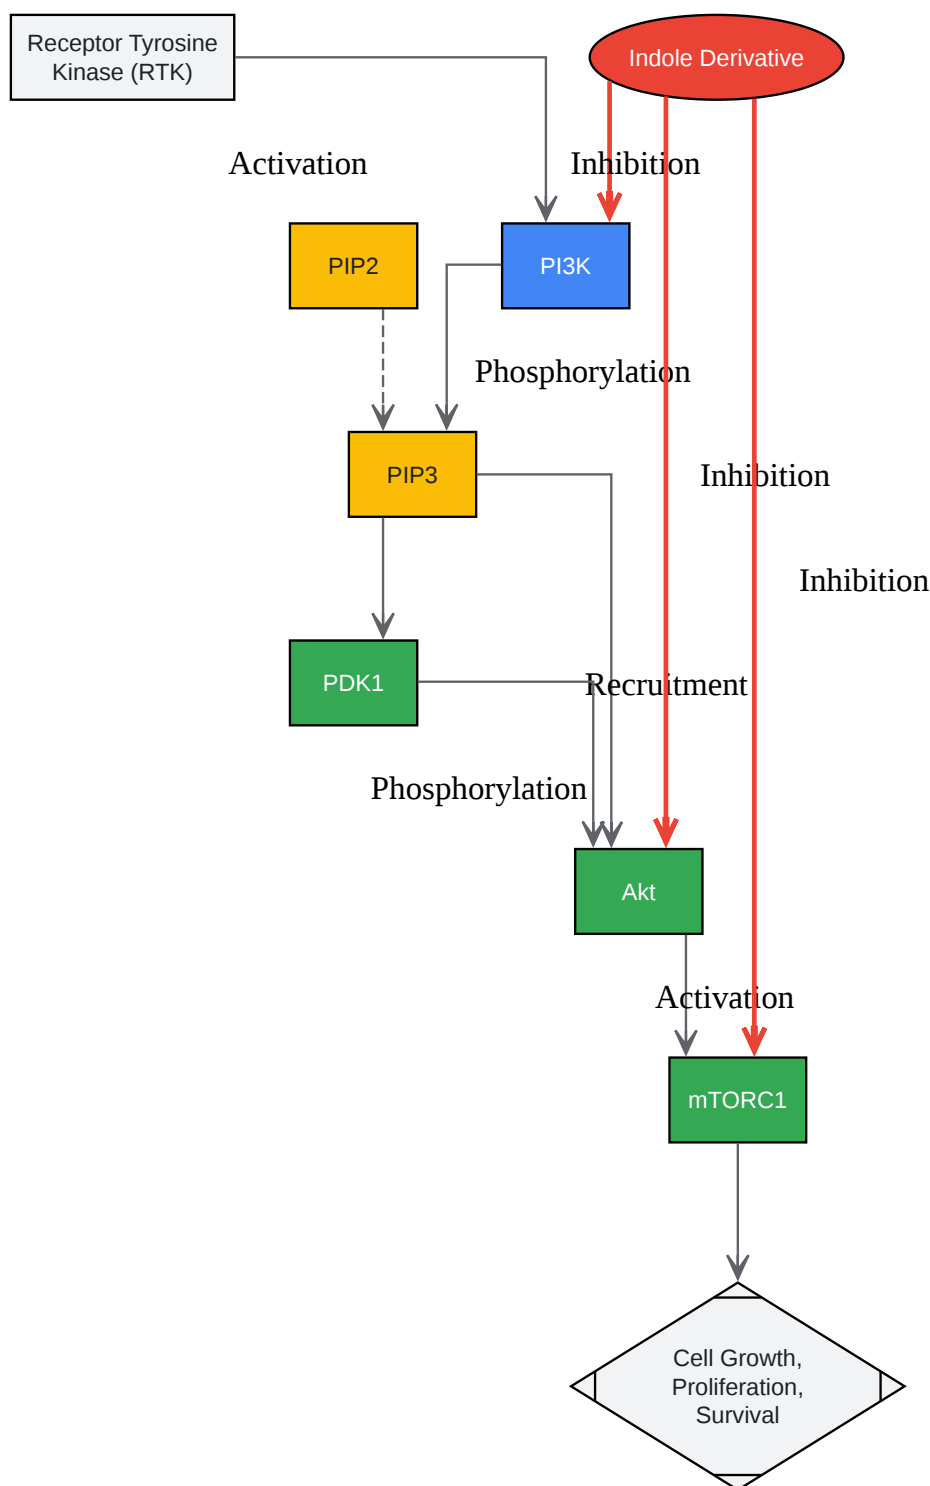 Receptor Tyrosine
Kinase (RTK)
Indole Derivative
Activation
Inhibition
PIP2
PI3K
Phosphorylation
PIP3
Inhibition
Inhibition
PDK1
Recruitment
Phosphorylation
Akt
Activation
mTORC1
Cell Growth,
Proliferation,
Survival